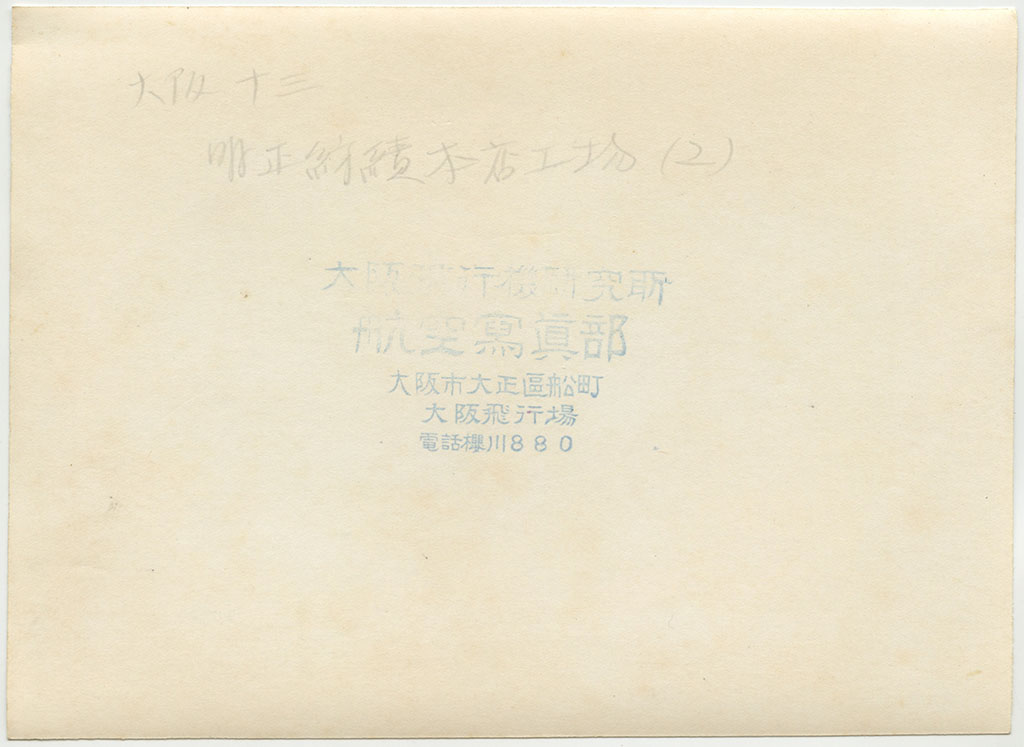 大阪 十三
明正紡績本店工場(2)
大阪飛行機研究所
航空寫眞部
大阪市大正區船町
大阪飛行場
電話櫻川880